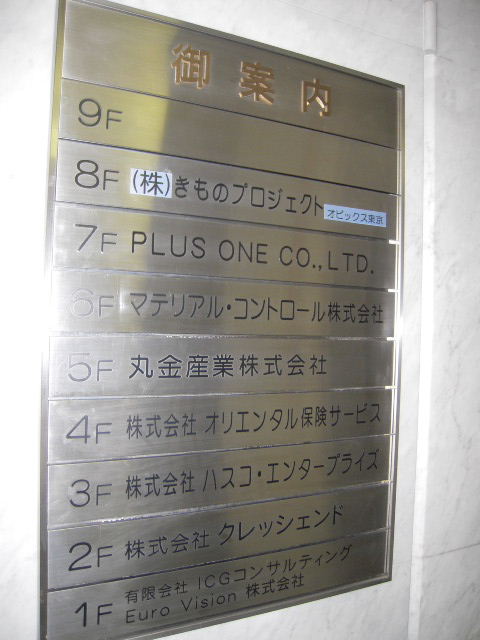 御案内
9F
8F (株)きものプロジェクト オピックス東京
7F PLUS ONE CO.,LTD.
6F マテリアル・コントロール株式会社
5F 丸金産業株式会社
4F 株式会社 オリエンタル保険サービス
3F 株式会社 ハスコ・エンタープライズ
2F 株式会社 クレッシェンド
1F 有限会社 ICGコンサルティング
Euro Vision 株式会社